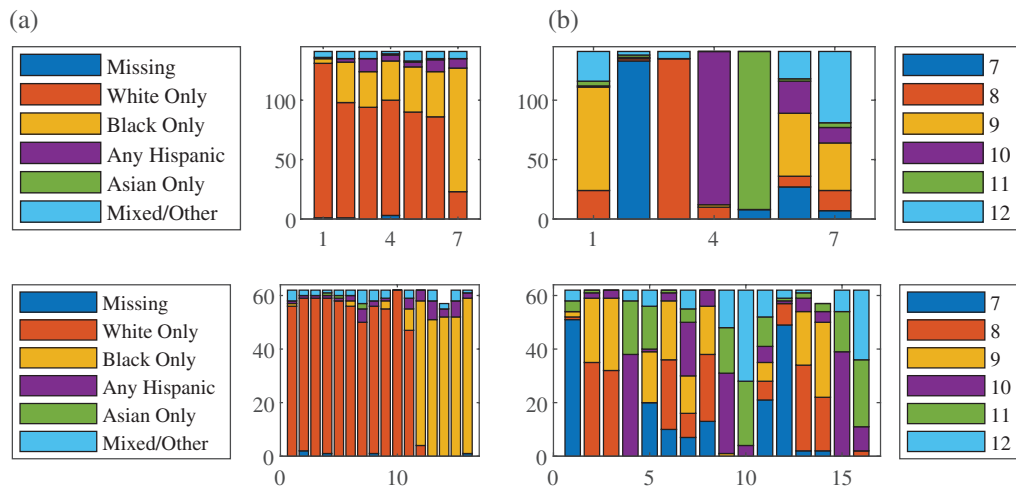 (a)
(b)
Missing
White Only
Black Only
Any Hispanic
Asian Only
Mixed/Other
100
50
0
1
4
7
100
50
0
1
4
7
7
8
9
10
11
12
Missing
White Only
Black Only
Any Hispanic
Asian Only
Mixed/Other
60
40
20
0
0
10
60
40
20
0
0
5
10
15
7
8
9
10
11
12